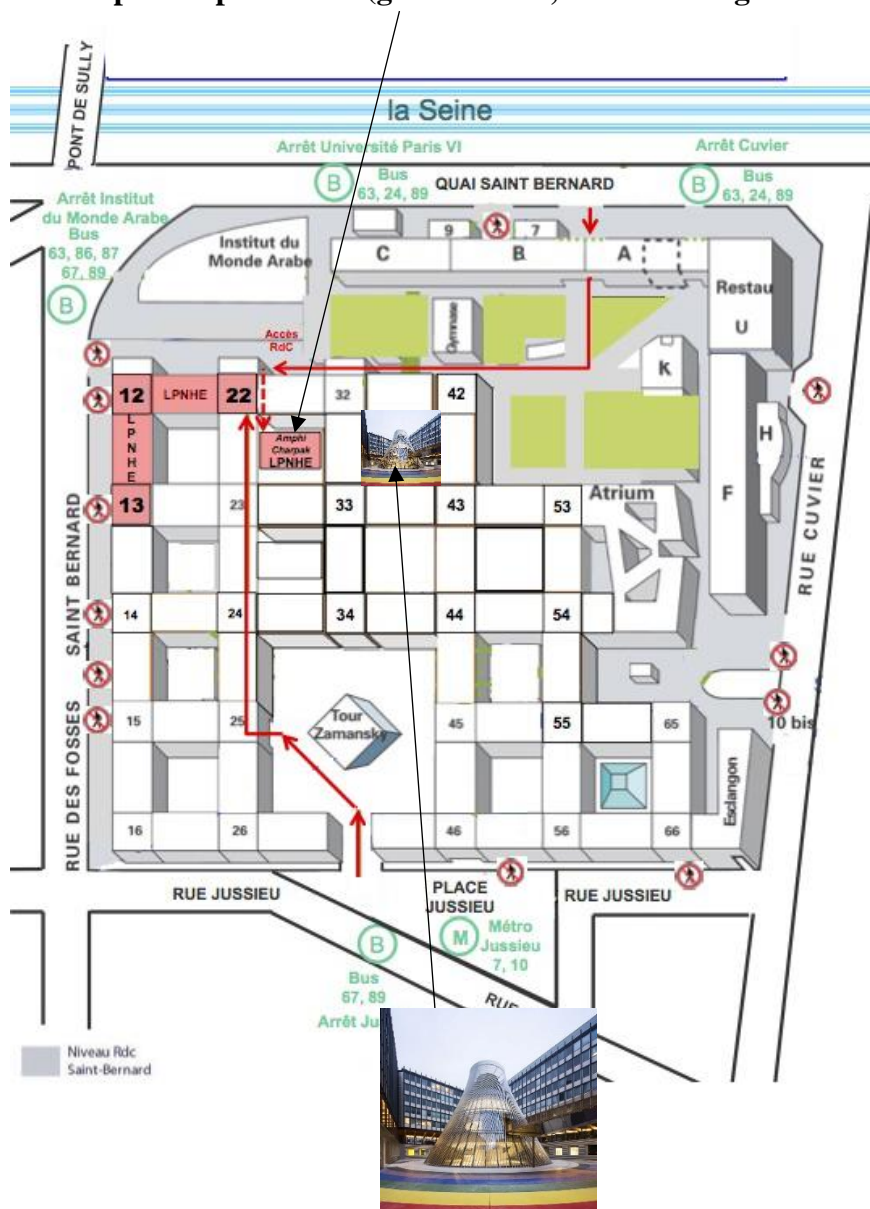 PONT DE SULLY
la Seine
Arrêt Université Paris VI
Arrêt Cuvier
B
Bus
63, 24, 89
QUAI SAINT BERNARD
B
Bus
63, 24, 89
Arrêt Institut
du Monde Arabe
Bus
63, 86, 87
67, 89
B
Institut du
Monde Arabe
9
7
C
B
A
Restau
U
Gymnase
Accès
RdC
k
12
LPNHE
22
32
42
LPNHE
Amphi
Charpak
LPNHE
H
F
13
23
33
43
53
Atrium
RUE CUVIER
SAINT BERNARD
14
24
34
44
54
15
25
Tour
Zamansky
45
55
65
10 bis
RUE DES FOSSES
Esclangon
16
26
46
56
66
RUE JUSSIEU
PLACE
JUSSIEU
RUE JUSSIEU
B
Bus
67, 89
M
Métro
Jussieu
7, 10
Niveau Rdc
Saint-Bernard